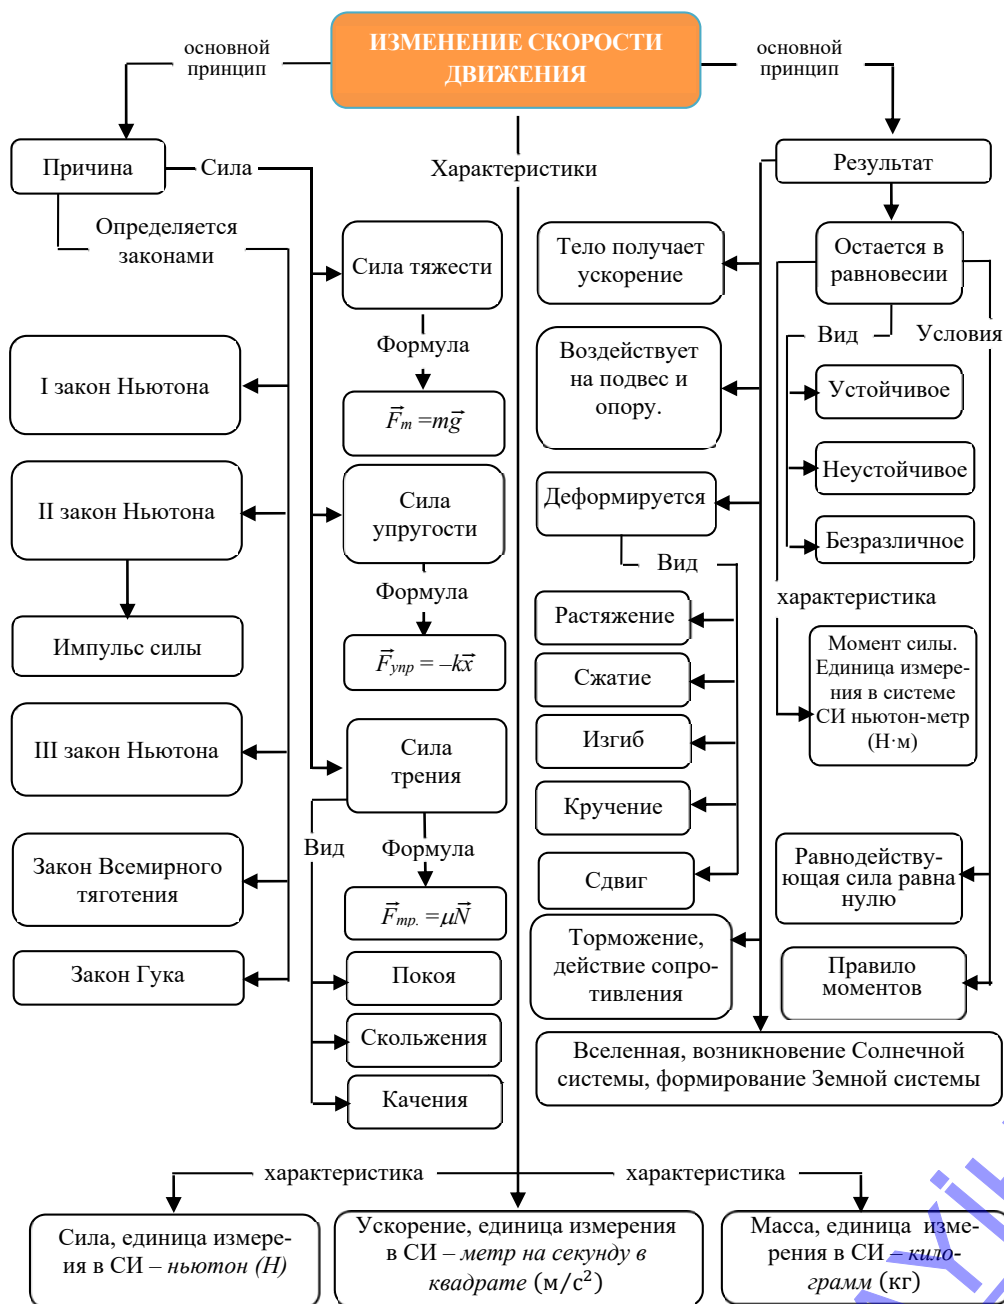 основной
принцип
ИЗМЕНЕНИЕ СКОРОСТИ
ДВИЖЕНИЯ
основной
принцип
Причина
Сила
Характеристики
Результат
Определяется
законами
I закон Ньютона
II закон Ньютона
Импульс силы
III закон Ньютона
Закон Всемирного
тяготения
Закон Гука
Сила тяжести
Формула
F⃗т =mg⃗
Сила
упругости
Формула
F⃗упр = –kx⃗
Сила
трения
Вид
Формула
F⃗тр. =μN⃗
Покоя
Скольжения
Качения
Тело получает
ускорение
Воздействует
на подвес и
опору.
Деформируется
Вид
Растяжение
Сжатие
Изгиб
Кручение
Сдвиг
Торможение,
действие сопро-
тивления
Вселенная, возникновение Солнечной
системы, формирование Земной системы
Остается в
равновесии
Вид
Условия
Устойчивое
Неустойчивое
Безразличное
характеристика
Момент силы.
Единица измере-
ния в системе
СИ ньютон-метр
(Н·м)
Равнодейству-
ющая сила равна
нулю
Правило
моментов
характеристика
характеристика
Сила, единица измере-
ния в СИ – ньютон (Н)
Ускорение, единица измерения
в СИ – метр на секунду в
квадрате (м/с²)
Масса, единица изме-
рения в СИ – кило-
грамм (кг)